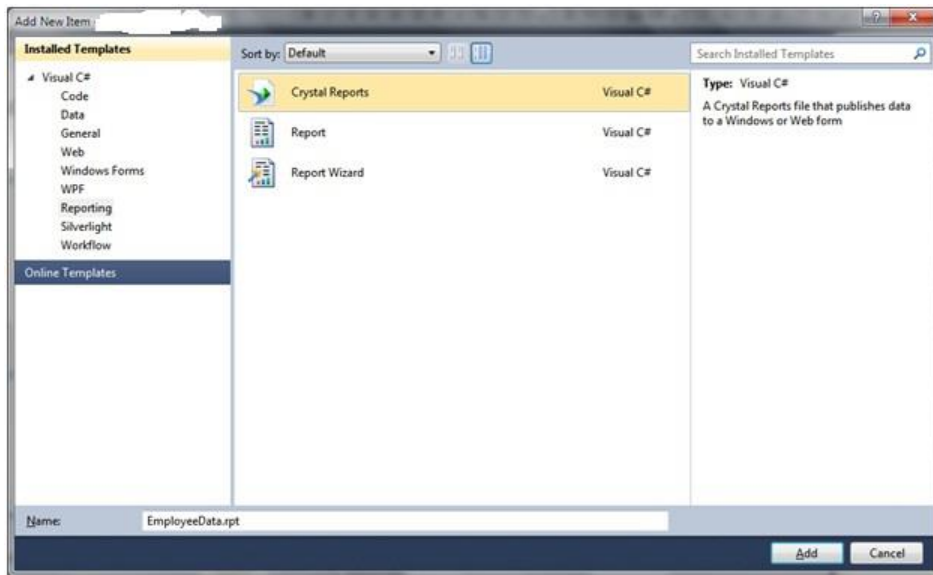 Add New Item
Installed Templates
Visual C#
Code
Data
General
Web
Windows Forms
WPF
Reporting
Silverlight
Workflow
Online Templates
Sort by: Default
Crystal Reports Visual C#
Report Visual C#
Report Wizard Visual C#
Search Installed Templates
Type: Visual C#
A Crystal Reports file that publishes data
to a Windows or Web form
Name: EmployeeData.rpt
Add Cancel